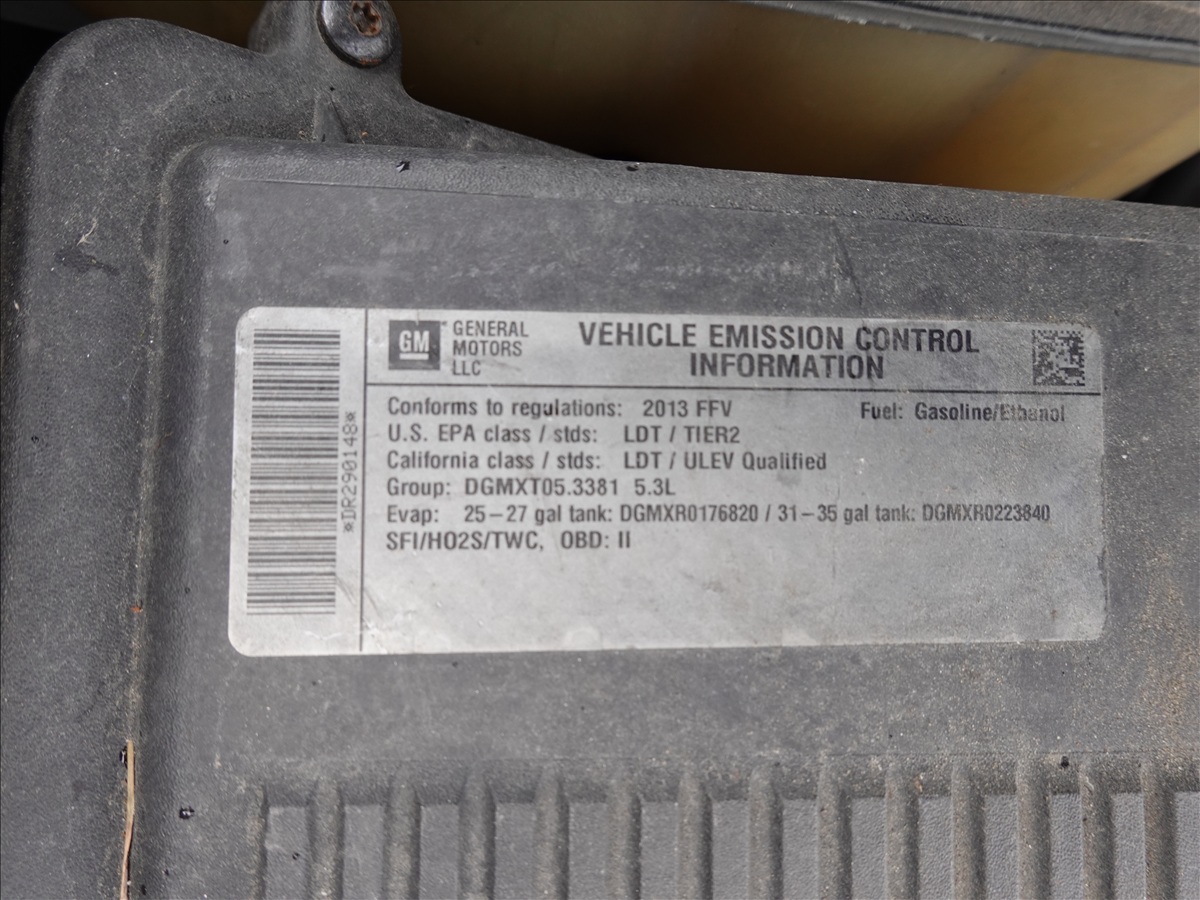 GM
GENERAL
MOTORS
LLC
VEHICLE EMISSION CONTROL
INFORMATION
Conforms to regulations: 2013 FFV
Fuel: Gasoline/Ethanol
U.S. EPA class / stds: LDT / TIER2
California class / stds: LDT / ULEV Qualified
Group: DGMXT05.3381 5.3L
Evap: 25-27 gal tank: DGMXR0176820 / 31-35 gal tank: DGMXR0223840
SFI/HO2S/TWC, OBD: II
*DR290148*